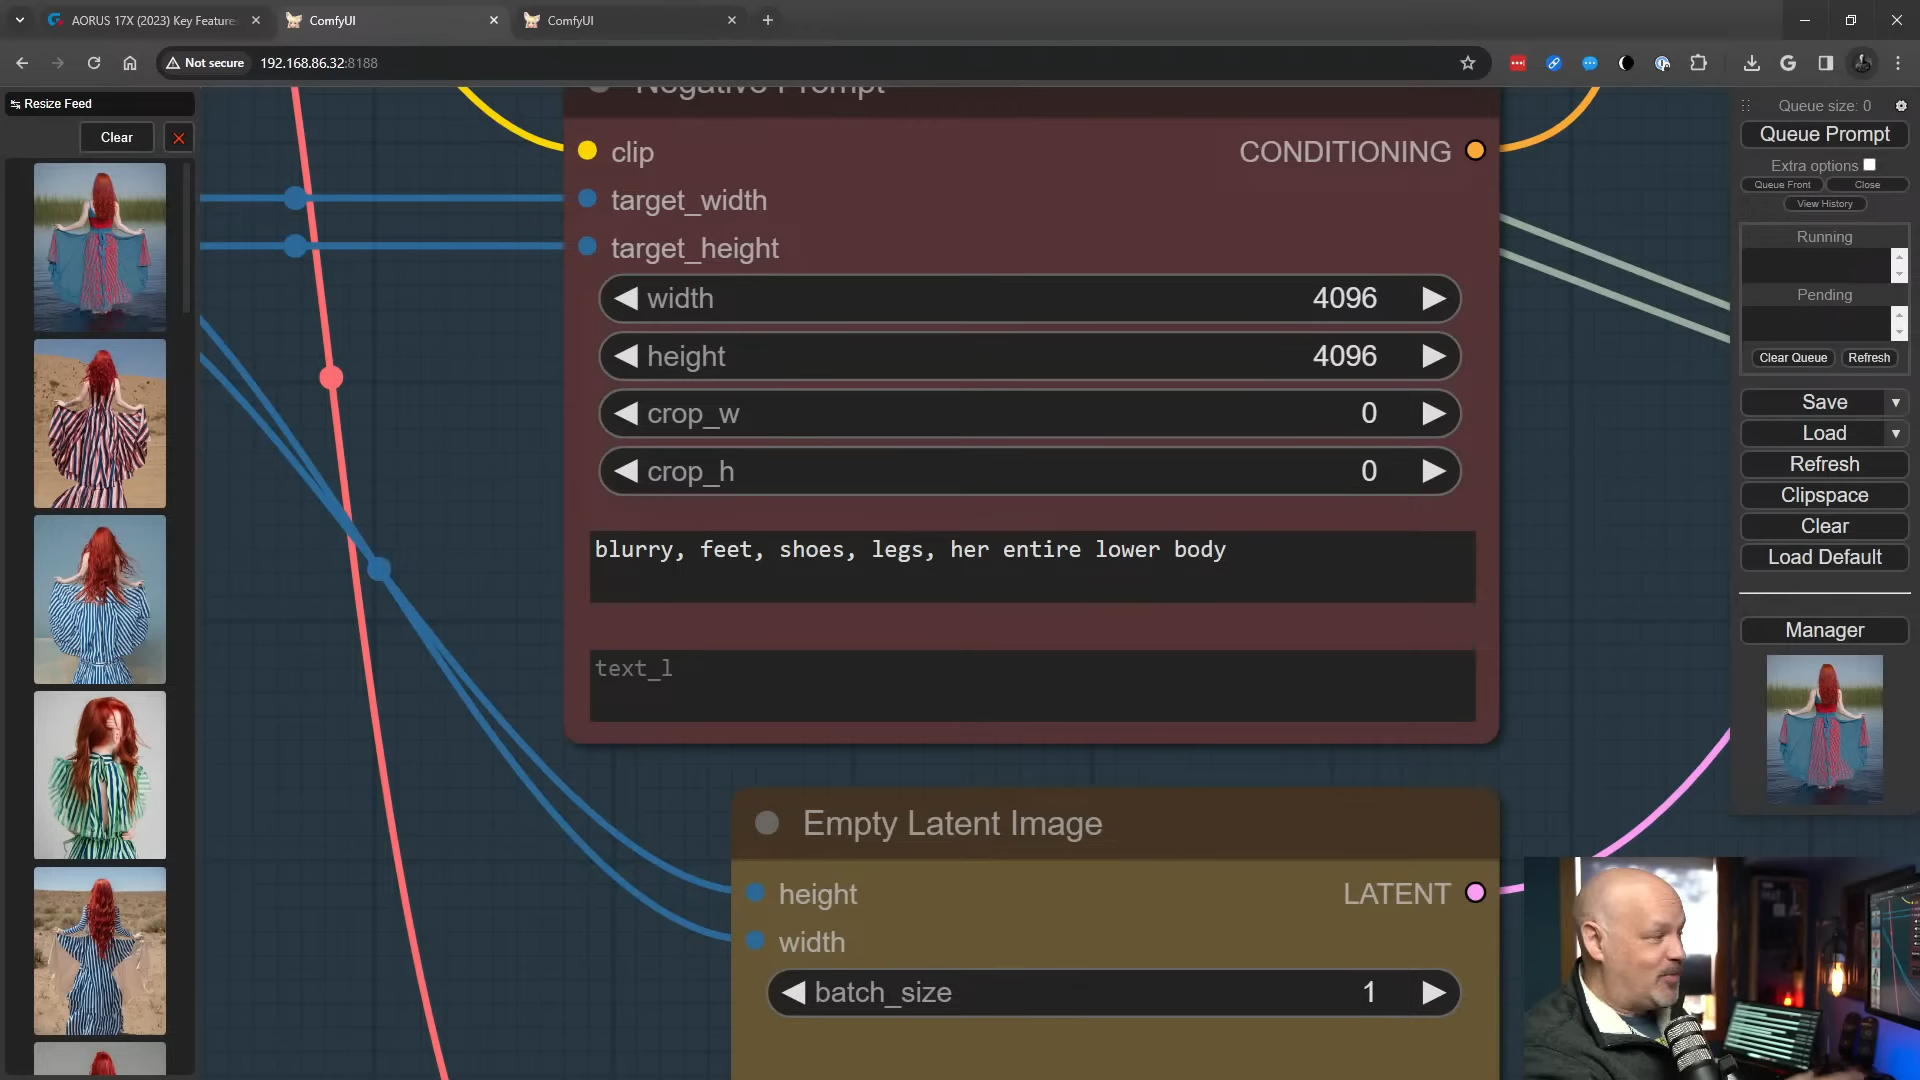 AORUS 17X (2023) Key Feature
ComfyUI
ComfyUI
Not secure
192.168.86.32:8188
Resize Feed
Clear
Negative Prompt
clip
CONDITIONING
target_width
target_height
width 4096
height 4096
crop_w 0
crop_h 0
blurry, feet, shoes, legs, her entire lower body
text_l
Empty Latent Image
height
LATENT
width
batch_size 1
Queue size: 0
Queue Prompt
Extra options
Queue Front
Close
View History
Running
Pending
Clear Queue
Refresh
Save
Load
Refresh
Clipspace
Clear
Load Default
Manager